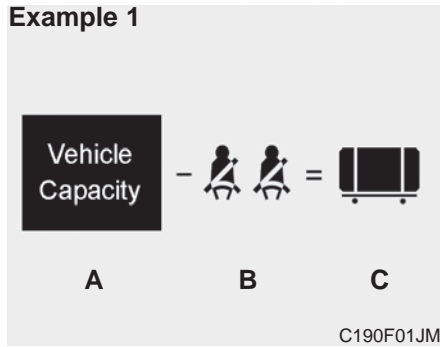 Example 1
Vehicle
Capacity
- =
A B C
C190F01JM